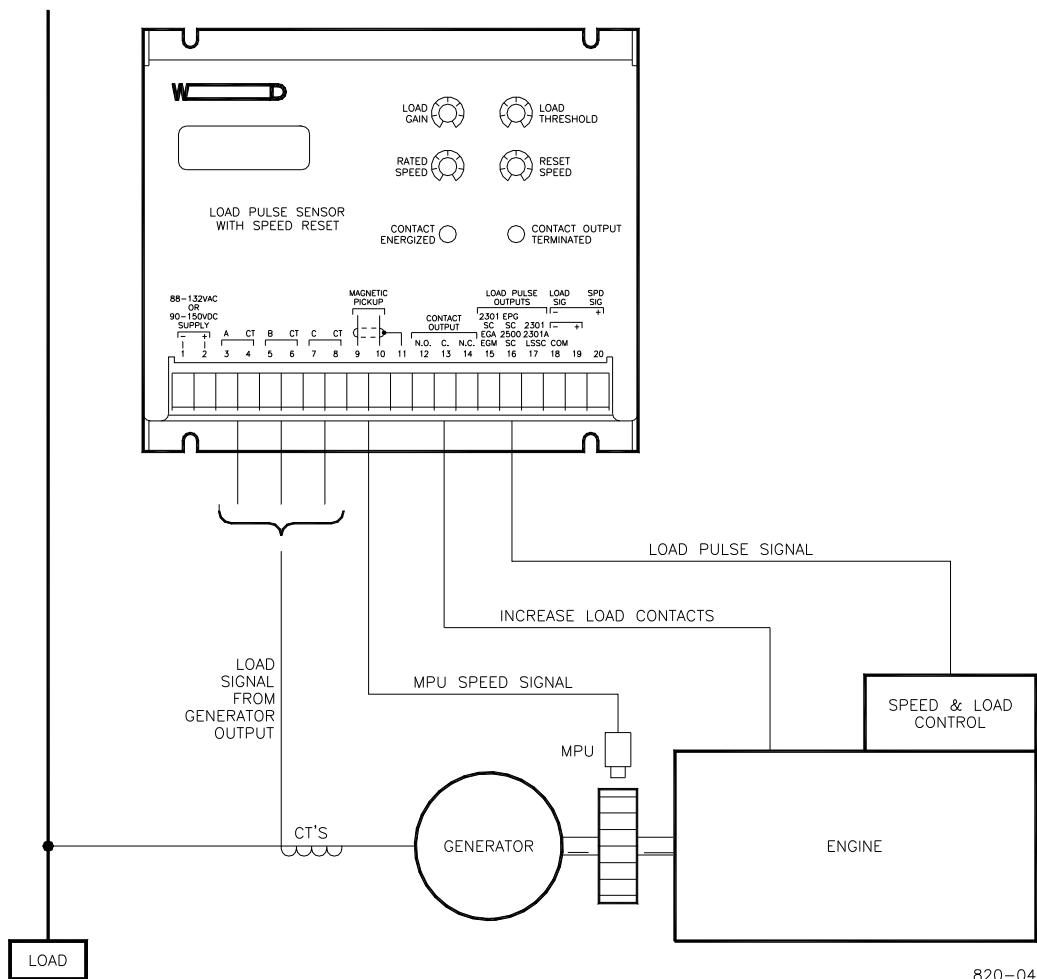 W D
LOAD
GAIN
LOAD
THRESHOLD
RATED
SPEED
RESET
SPEED
LOAD PULSE SENSOR
WITH SPEED RESET
CONTACT
ENERGIZED
CONTACT OUTPUT
TERMINATED
88-132VAC
OR
90-150VDC
SUPPLY
- +
A CT B CT C CT
MAGNETIC
PICKUP
CONTACT
OUTPUT
N.O. C. N.C.
LOAD PULSE
OUTPUTS
2301 EPG
SC SC 2301
EGA 2500 2301A
EGM SC LSSC
LOAD SPD
SIG SIG
- +
- +
COM
1 2 3 4 5 6 7 8 9 10 11 12 13 14 15 16 17 18 19 20
LOAD PULSE SIGNAL
INCREASE LOAD CONTACTS
LOAD
SIGNAL
FROM
GENERATOR
OUTPUT
MPU SPEED SIGNAL
SPEED & LOAD
CONTROL
MPU
CT'S
GENERATOR
ENGINE
LOAD
820-04